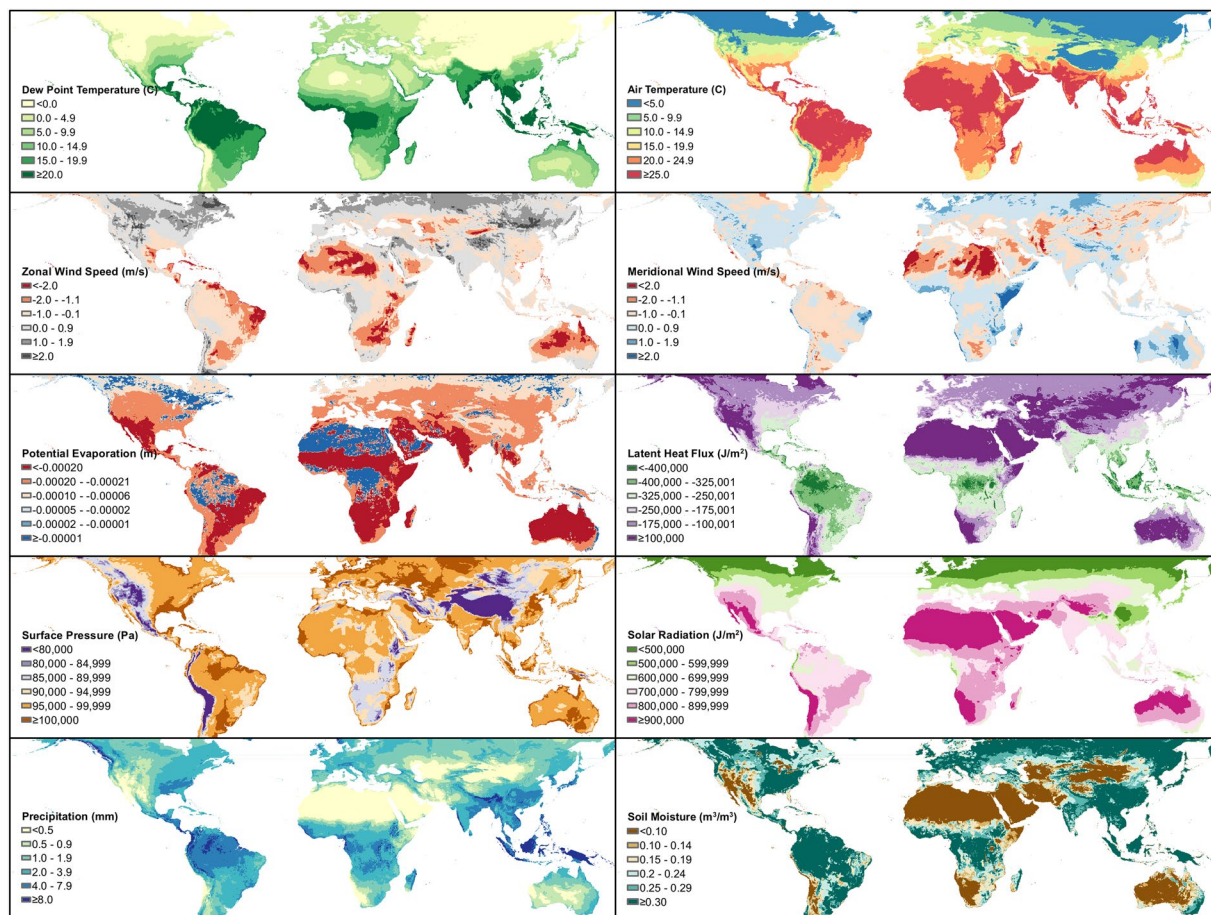 Dew Point Temperature (C)
<0.0
0.0 - 4.9
5.0 - 9.9
10.0 - 14.9
15.0 - 19.9
≥20.0
Air Temperature (C)
<5.0
5.0 - 9.9
10.0 - 14.9
15.0 - 19.9
20.0 - 24.9
≥25.0
Zonal Wind Speed (m/s)
<-2.0
-2.0 - -1.1
-1.0 - -0.1
0.0 - 0.9
1.0 - 1.9
≥2.0
Meridional Wind Speed (m/s)
<2.0
-2.0 - -1.1
-1.0 - -0.1
0.0 - 0.9
1.0 - 1.9
≥2.0
Potential Evaporation (m)
<-0.00020
-0.00020 - -0.00021
-0.00010 - -0.00006
-0.00005 - -0.00002
-0.00002 - -0.00001
≥-0.00001
Latent Heat Flux (J/m²)
<-400,000
-400,000 - -325,001
-325,000 - -250,001
-250,000 - -175,001
-175,000 - -100,001
≥100,000
Surface Pressure (Pa)
<80,000
80,000 - 84,999
85,000 - 89,999
90,000 - 94,999
95,000 - 99,999
≥100,000
Solar Radiation (J/m²)
<500,000
500,000 - 599,999
600,000 - 699,999
700,000 - 799,999
800,000 - 899,999
≥900,000
Precipitation (mm)
<0.5
0.5 - 0.9
1.0 - 1.9
2.0 - 3.9
4.0 - 7.9
≥8.0
Soil Moisture (m³/m³)
<0.10
0.10 - 0.14
0.15 - 0.19
0.2 - 0.24
0.25 - 0.29
≥0.30